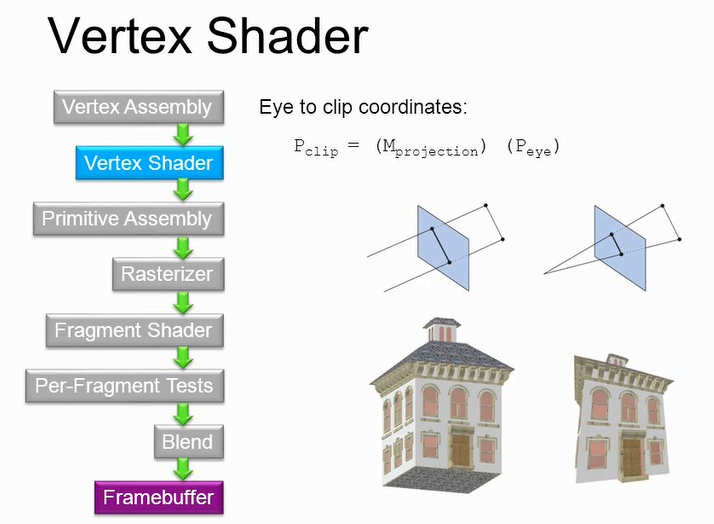 Vertex Shader
Vertex Assembly
Vertex Shader
Primitive Assembly
Rasterizer
Fragment Shader
Per-Fragment Tests
Blend
Framebuffer
Eye to clip coordinates:
Pclip = (Mprojection) (Peye)